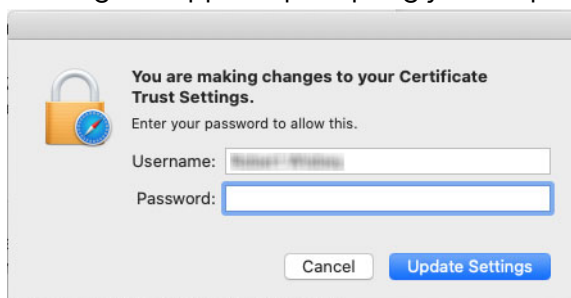 You are making changes to your Certificate
Trust Settings.
Enter your password to allow this.
Username:
Password:
Cancel
Update Settings